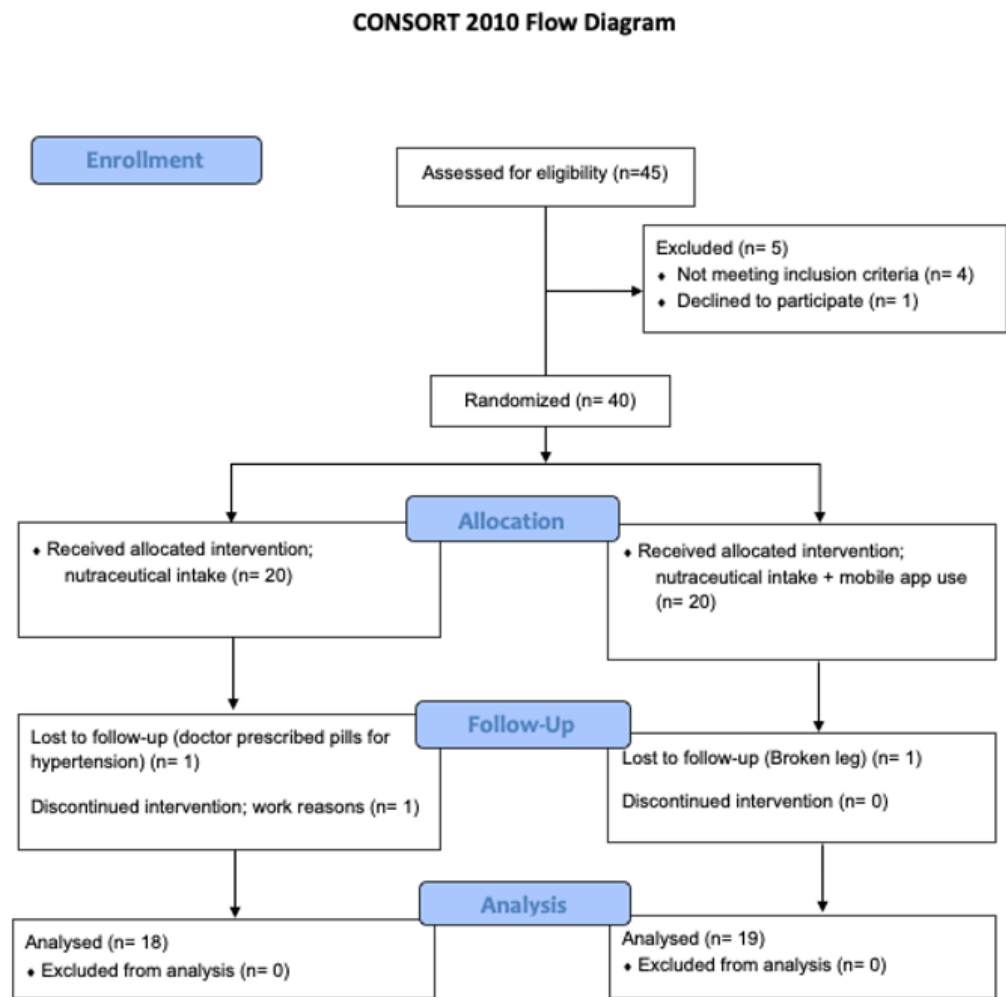 CONSORT 2010 Flow Diagram
Enrollment
Assessed for eligibility (n=45)
Excluded (n= 5)
♦ Not meeting inclusion criteria (n= 4)
♦ Declined to participate (n= 1)
Randomized (n= 40)
Allocation
♦ Received allocated intervention;
nutraceutical intake (n= 20)
♦ Received allocated intervention;
nutraceutical intake + mobile app use
(n= 20)
Follow-Up
Lost to follow-up (doctor prescribed pills for
hypertension) (n= 1)
Discontinued intervention; work reasons (n= 1)
Lost to follow-up (Broken leg) (n= 1)
Discontinued intervention (n= 0)
Analysis
Analysed (n= 18)
♦ Excluded from analysis (n= 0)
Analysed (n= 19)
♦ Excluded from analysis (n= 0)